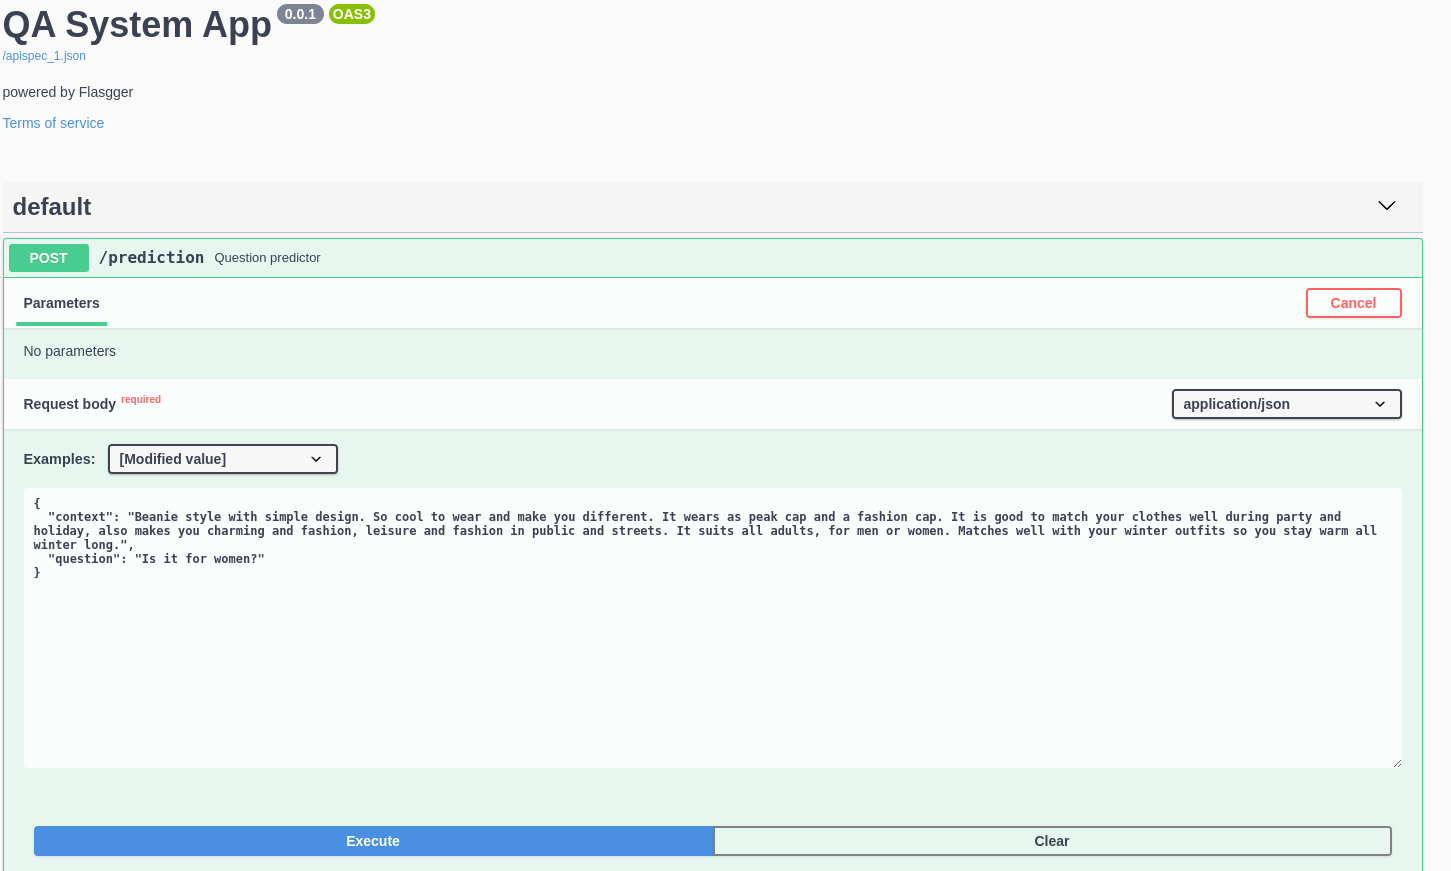 QA System App 0.0.1 OAS3
/apispec_1.json
powered by Flasgger
Terms of service
default
POST /prediction Question predictor
Parameters Cancel
No parameters
Request body required application/json
Examples: [Modified value]
{
  "context": "Beanie style with simple design. So cool to wear and make you different. It wears as peak cap and a fashion cap. It is good to match your clothes well during party and
holiday, also makes you charming and fashion, leisure and fashion in public and streets. It suits all adults, for men or women. Matches well with your winter outfits so you stay warm all
winter long.",
  "question": "Is it for women?"
}
Execute Clear